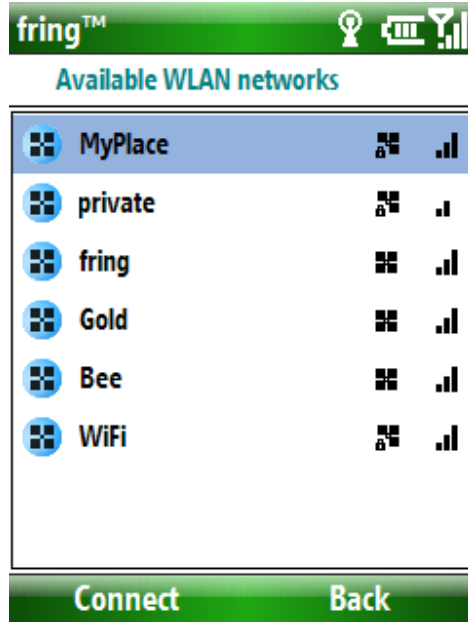 fring™
Available WLAN networks
MyPlace
private
fring
Gold
Bee
WiFi
Connect Back